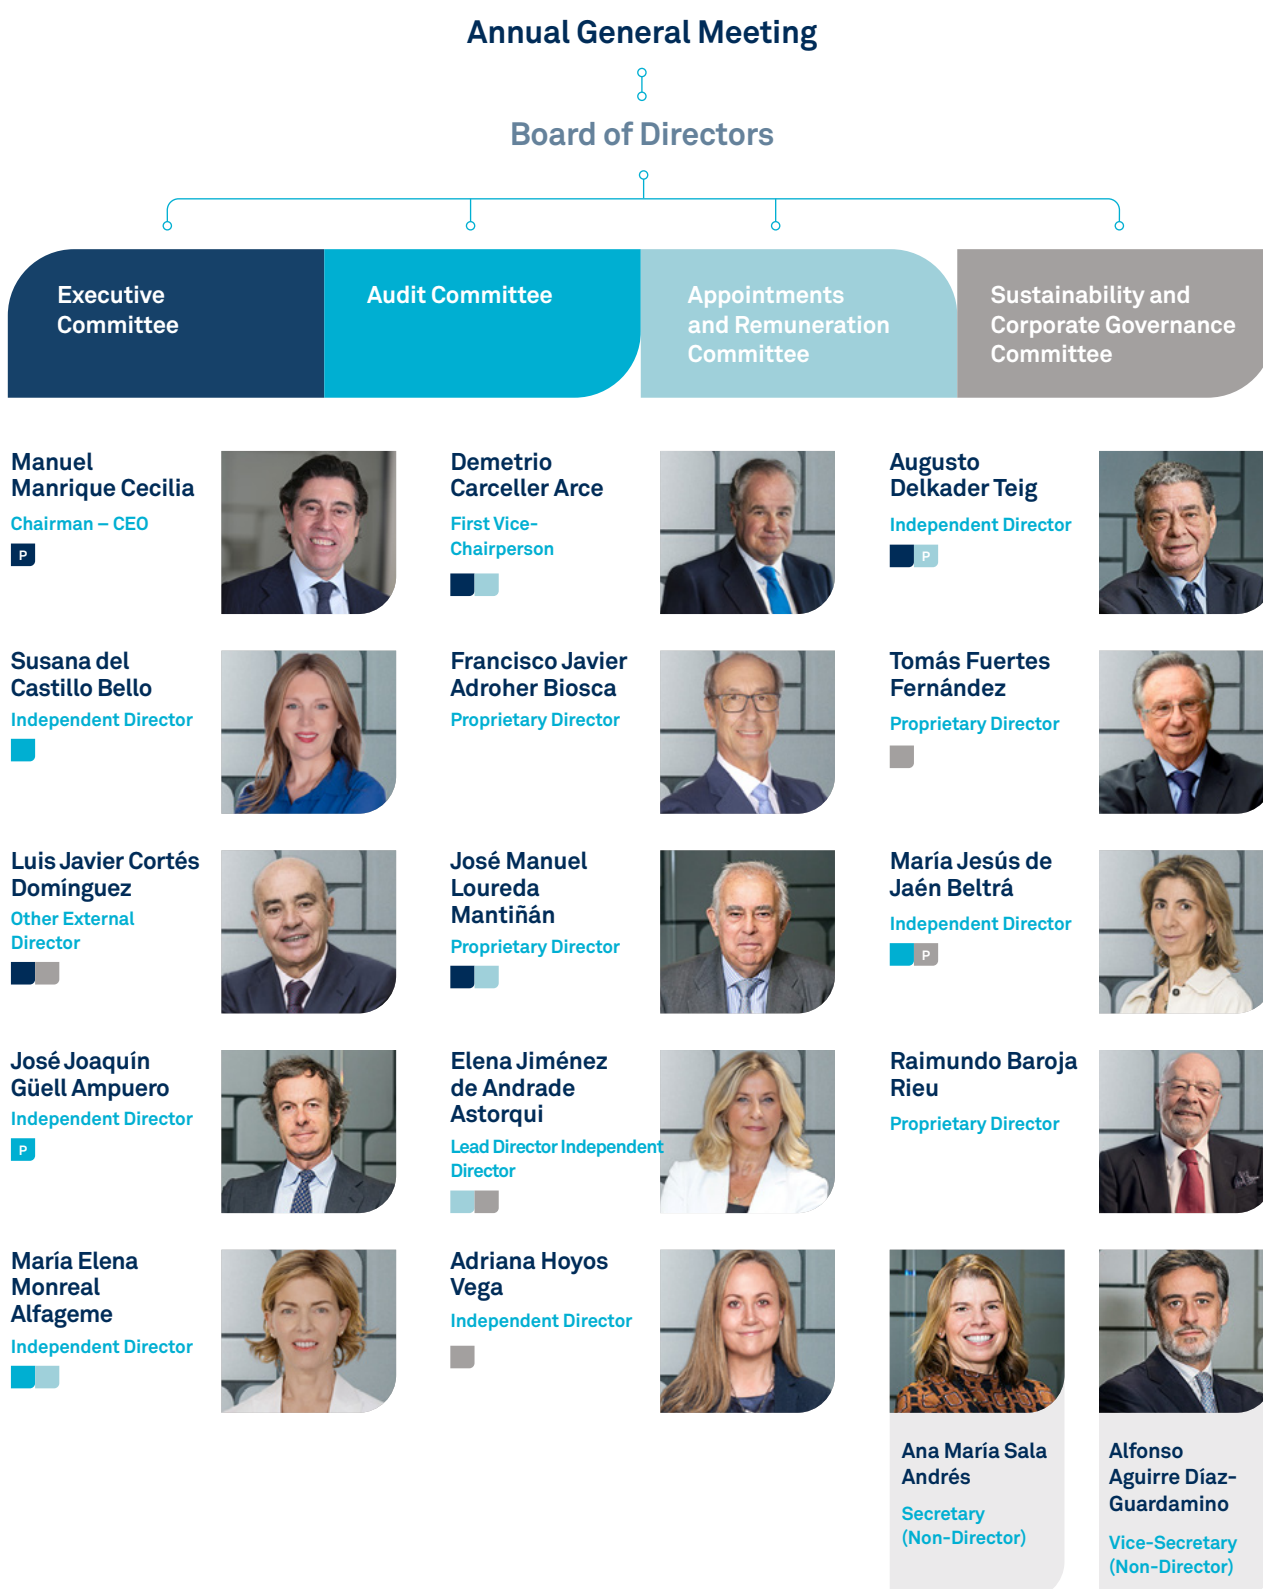 Annual General Meeting
Board of Directors
Executive
Committee
Audit Committee
Appointments
and Remuneration
Committee
Sustainability and
Corporate Governance
Committee
Manuel
Manrique Cecilia
Chairman – CEO
P
Demetrio
Carceller Arce
First Vice-
Chairperson
Augusto
Delkader Teig
Independent Director
P
Susana del
Castillo Bello
Independent Director
Francisco Javier
Adroher Biosca
Proprietary Director
Tomás Fuertes
Fernández
Proprietary Director
Luis Javier Cortés
Domínguez
Other External
Director
José Manuel
Loureda
Mantiñán
Proprietary Director
María Jesús de
Jaén Beltrá
Independent Director
P
José Joaquín
Güell Ampuero
Independent Director
P
Elena Jiménez
de Andrade
Astorqui
Lead Director Independent
Director
Raimundo Baroja
Rieu
Proprietary Director
María Elena
Monreal
Alfageme
Independent Director
Adriana Hoyos
Vega
Independent Director
Ana María Sala
Andrés
Secretary
(Non-Director)
Alfonso
Aguirre Díaz-
Guardamino
Vice-Secretary
(Non-Director)